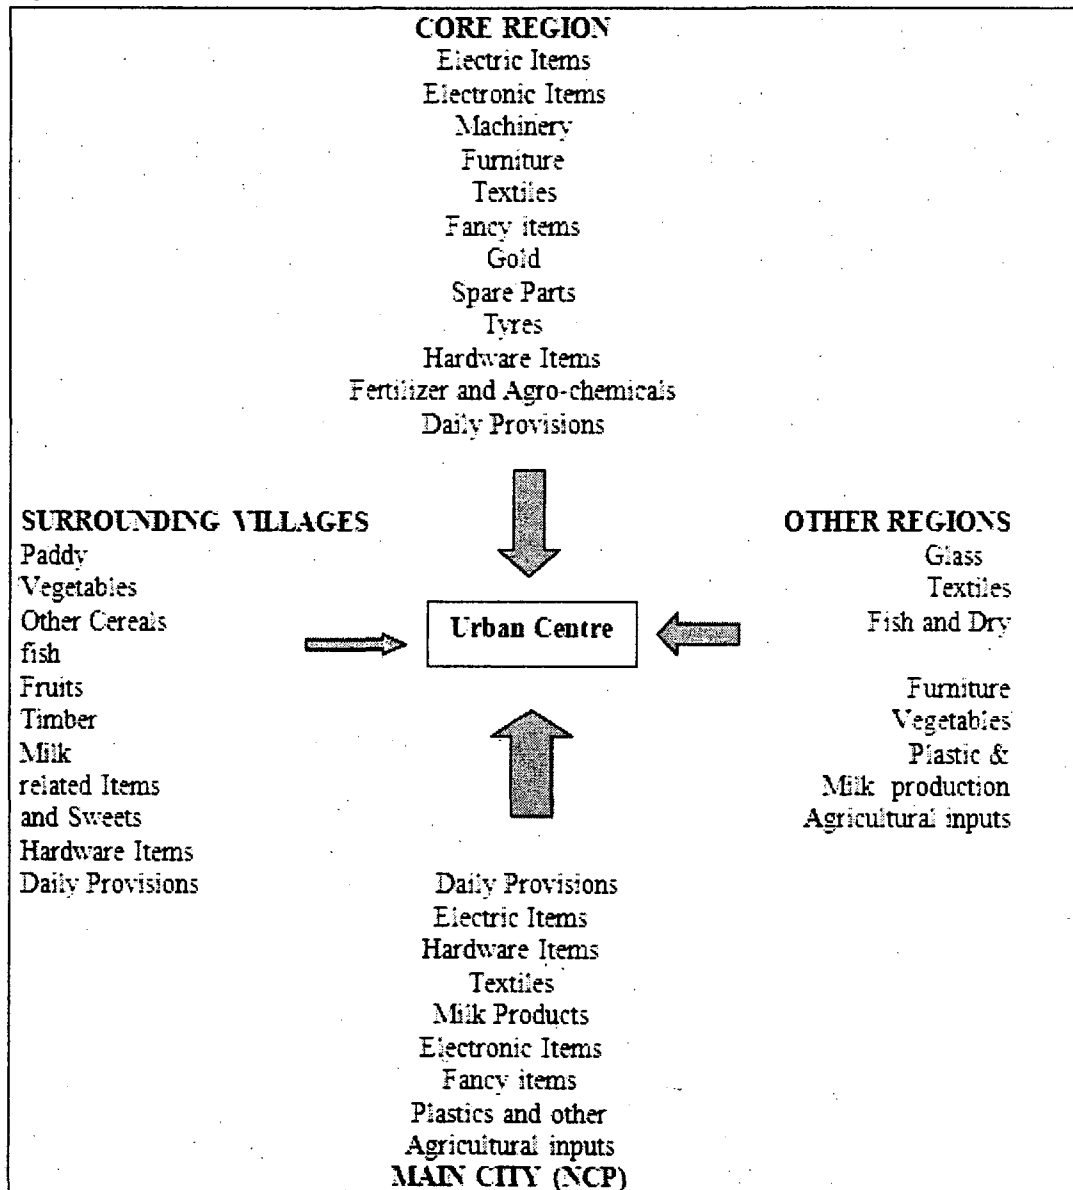 CORE REGION
Electric Items
Electronic Items
Machinery
Furniture
Textiles
Fancy items
Gold
Spare Parts
Tyres
Hardware Items
Fertilizer and Agro-chemicals
Daily Provisions
SURROUNDING VILLAGES
Paddy
Vegetables
Other Cereals
fish
Fruits
Timber
Milk
related Items
and Sweets
Hardware Items
Daily Provisions
Urban Centre
OTHER REGIONS
Glass
Textiles
Fish and Dry
Furniture
Vegetables
Plastic &
Milk production
Agricultural inputs
Daily Provisions
Electric Items
Hardware Items
Textiles
Milk Products
Electronic Items
Fancy items
Plastics and other
Agricultural inputs
MAIN CITY (NCP)